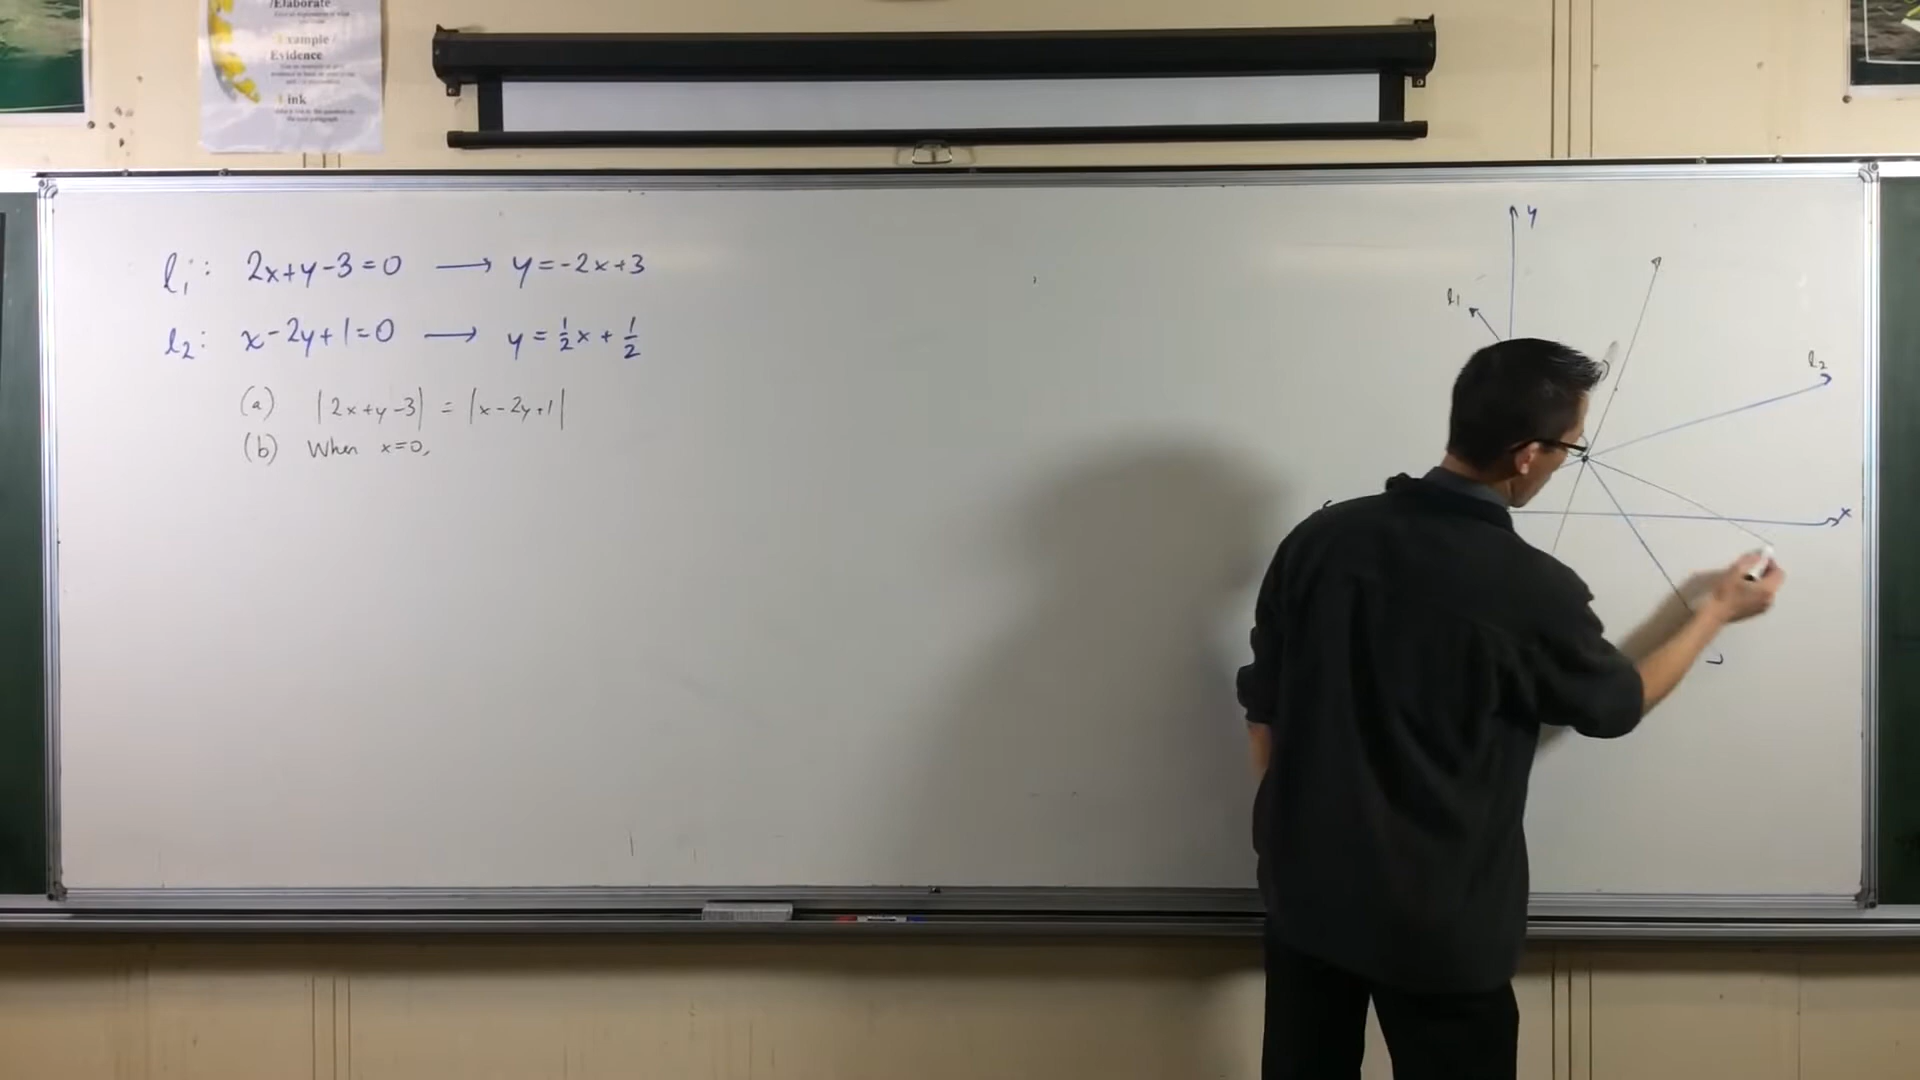 /Elaborate
Example /
Evidence
Link
l₁: 2x+y-3=0 → y=-2x+3
l₂: x-2y+1=0 → y=½x+½
(a) |2x+y-3| = |x-2y+1|
(b) When x=0,
y
l₁
l₂
x